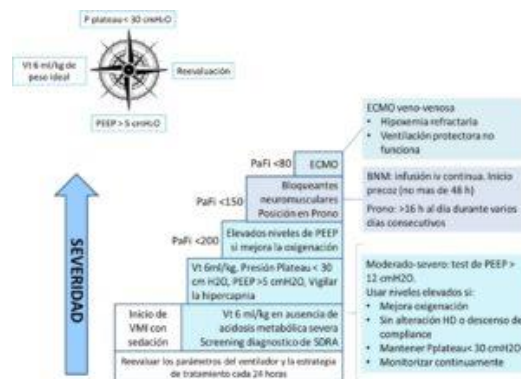 P plateau< 30 cmH₂O
Vt 6 ml/kg de
peso ideal
Reevaluación
PEEP > 5 cmH₂O
ECMO veno-venosa
• Hipoxemia refractaria
• Ventilación protectora no
funciona
PaFi <80
ECMO
BNM: infusión iv continua. Inicio
precoz (no mas de 48 h)
Prono: >16 h al día durante varios
días consecutivos
PaFi <150
Bloqueantes
neuromusculares
Posición en Prono
PaFi <200
Elevados niveles de PEEP
si mejora la oxigenación
SEVERIDAD
Vt 6ml/kg, Presión Plateau < 30
cm H2O, PEEP >5 cmH2O, Vigilar
la hipercapnia
Moderado-severo: test de PEEP >
12 cmH2O.
Usar niveles elevados si:
• Mejora oxigenación
• Sin alteración HD o descenso de
compliance
• Mantener Pplateau< 30 cmH2O
• Monitorizar continuamente
Inicio de
VMI con
sedación
Vt 6 ml/kg en ausencia de
acidosis metabólica severa
Screening diagnostico de SDRA
Reevaluar los parámetros del ventilador y la estrategia
de tratamiento cada 24 horas